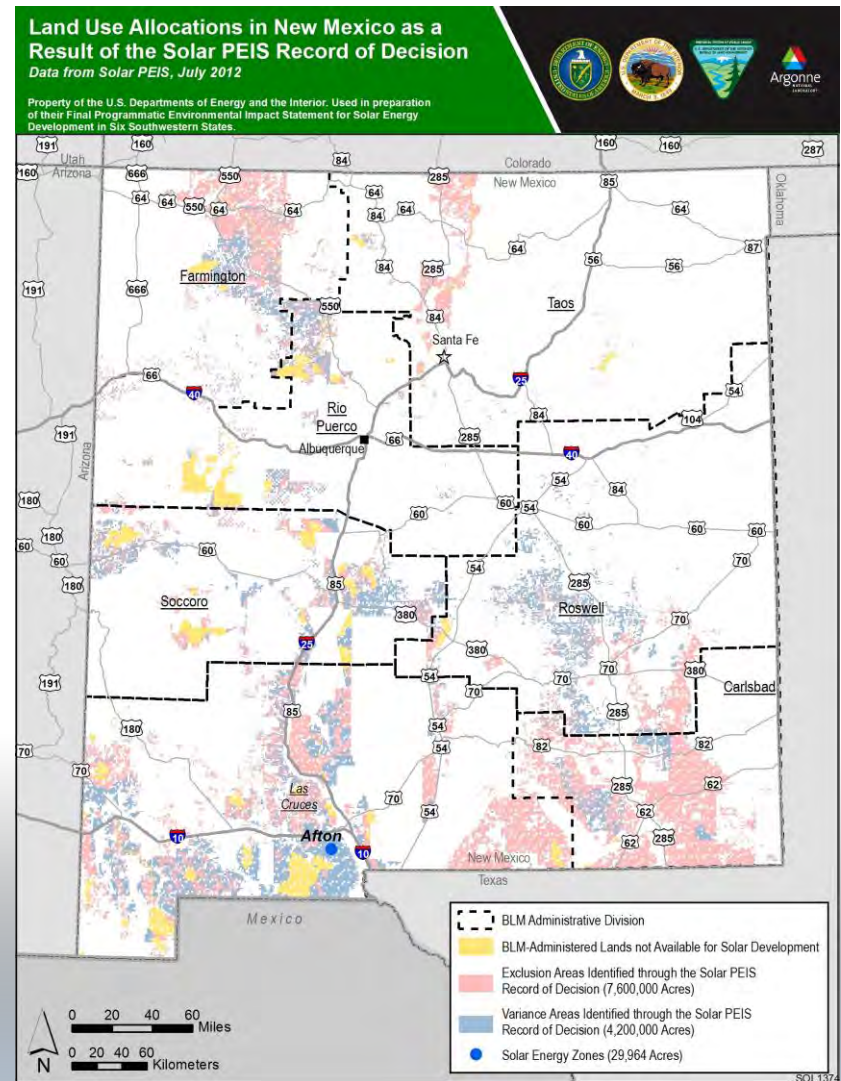 Land Use Allocations in New Mexico as a
Result of the Solar PEIS Record of Decision
Data from Solar PEIS, July 2012
Property of the U.S. Departments of Energy and the Interior. Used in preparation
of their Final Programmatic Environmental Impact Statement for Solar Energy
Development in Six Southwestern States.
Argonne
NATIONAL
LABORATORY
191
160
84
160
160
287
Utah
Colorado
160
Arizona
666
550
285
New Mexico
85
Oklahoma
64
550
64
64
64
84
64
64
64
87
191
666
Farmington
84
285
56
56
550
84
Taos
Santa Fe
66
40
25
54
Rio
Puerco
84
104
191
Albuquerque
66
285
40
Arizona
54
84
180
60
54
60
60
60
60
180
60
60
54
70
180
85
285
Soccoro
380
Roswell
70
25
380
191
54
70
70
380
Carlsbad
70
85
54
285
180
54
82
82
70
70
Las
Cruces
70
54
285
62
62
10
Afton
10
62
285
New Mexico
Texas
Mexico
BLM Administrative Division
BLM-Administered Lands not Available for Solar Development
Exclusion Areas Identified through the Solar PEIS
Record of Decision (7,600,000 Acres)
Variance Areas Identified through the Solar PEIS
Record of Decision (4,200,000 Acres)
Solar Energy Zones (29,964 Acres)
0 20 40 60
Miles
0 20 40 60
Kilometers
N
SOL1374